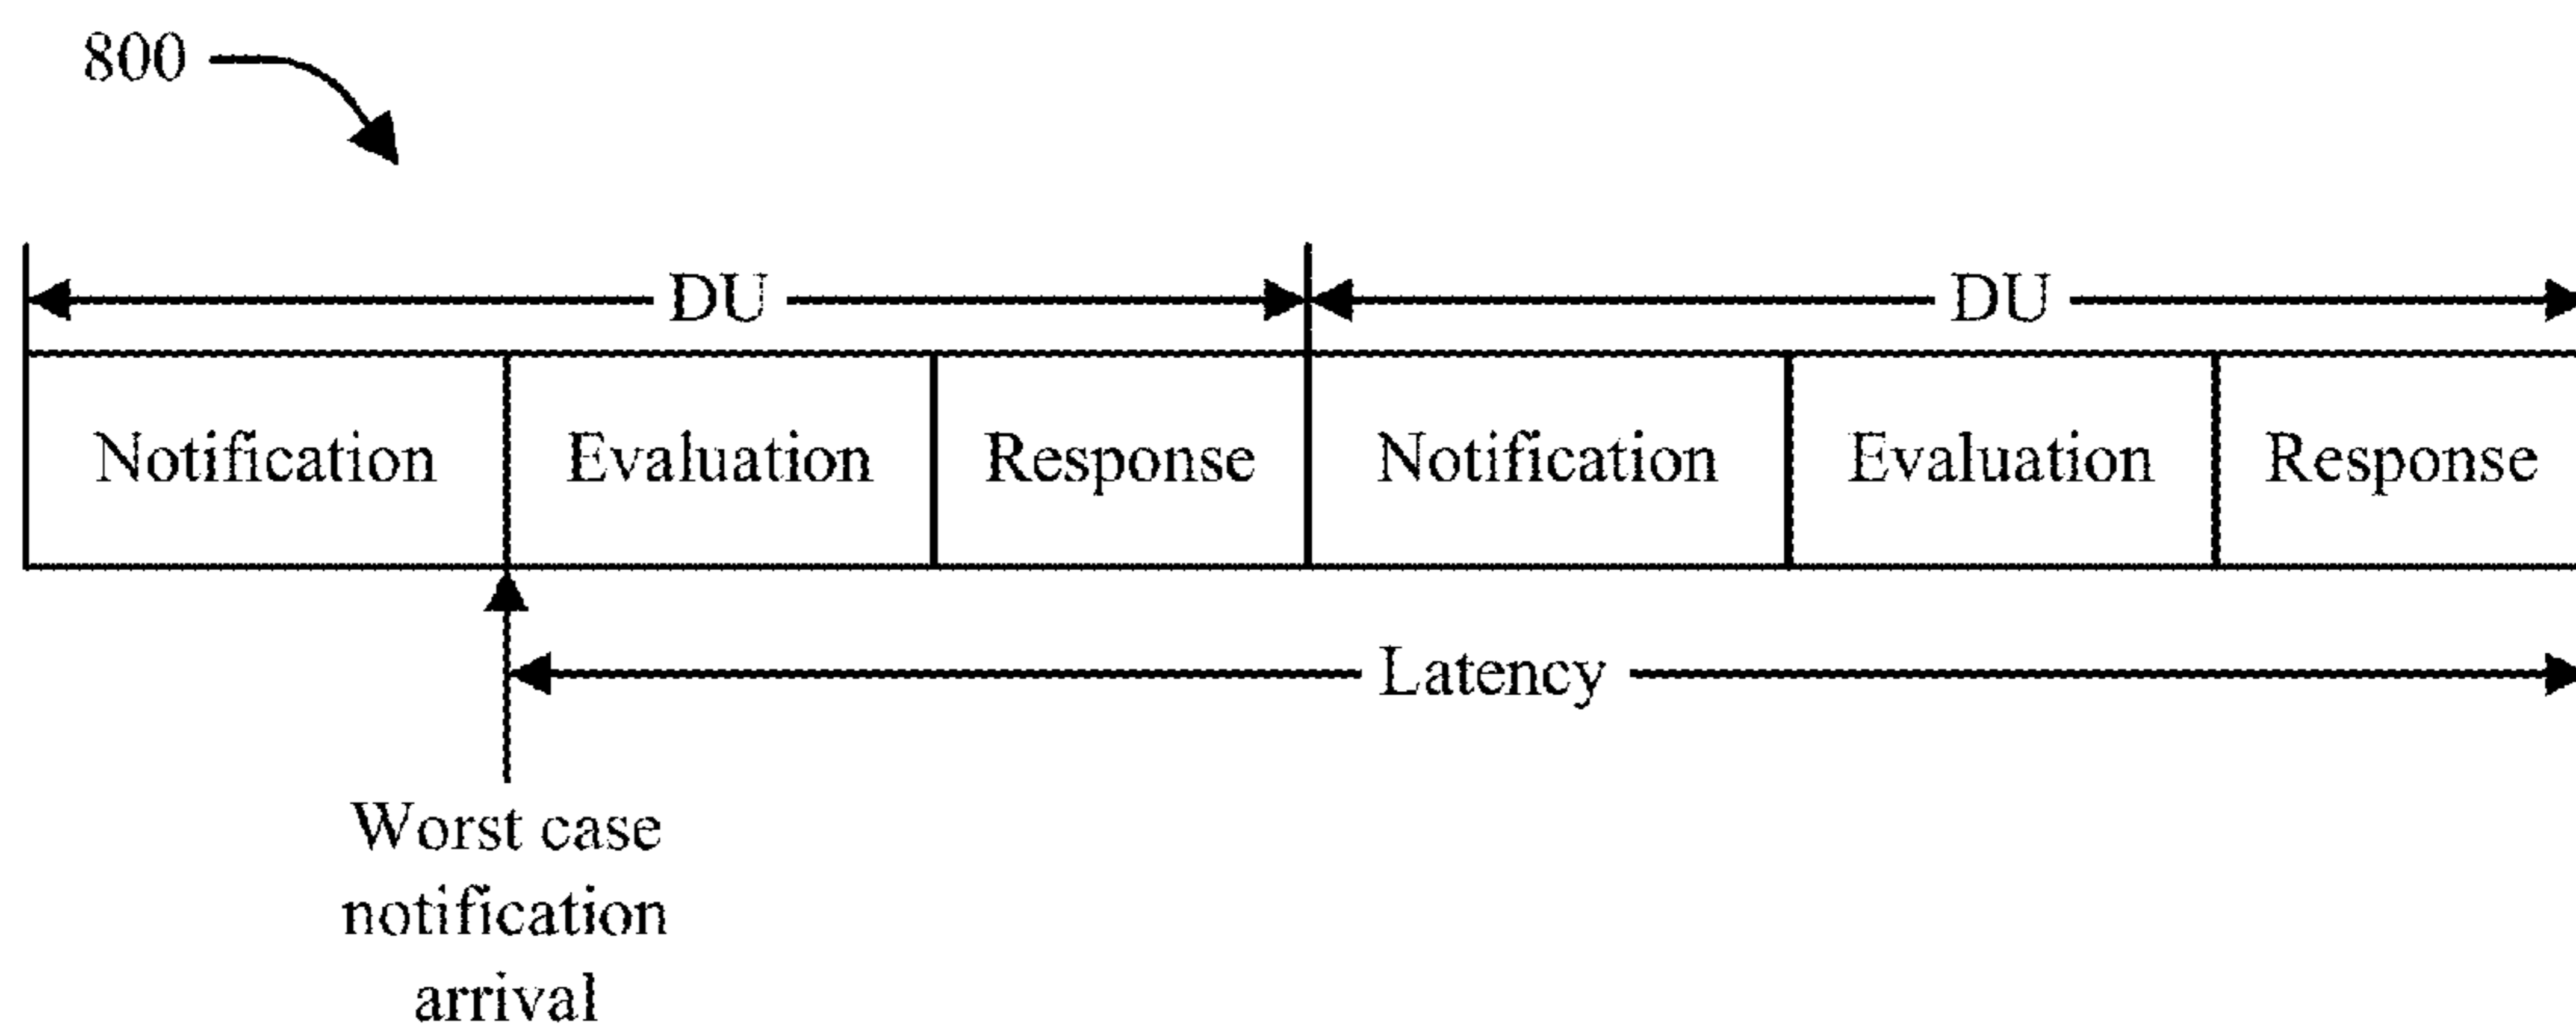 800
DU DU
Notification Evaluation Response Notification Evaluation Response
Latency
Worst case
notification
arrival